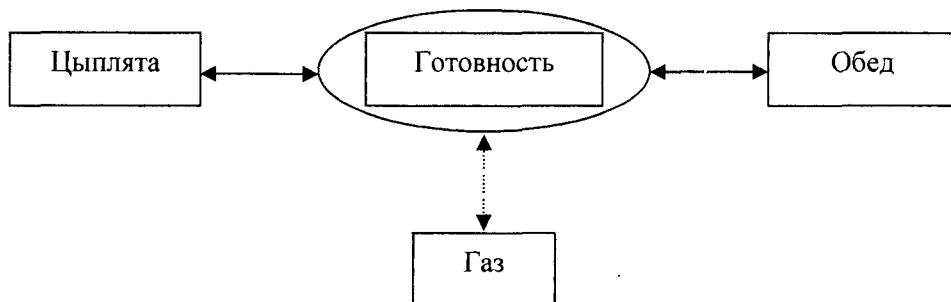 Цыплята
Готовность
Обед
Газ